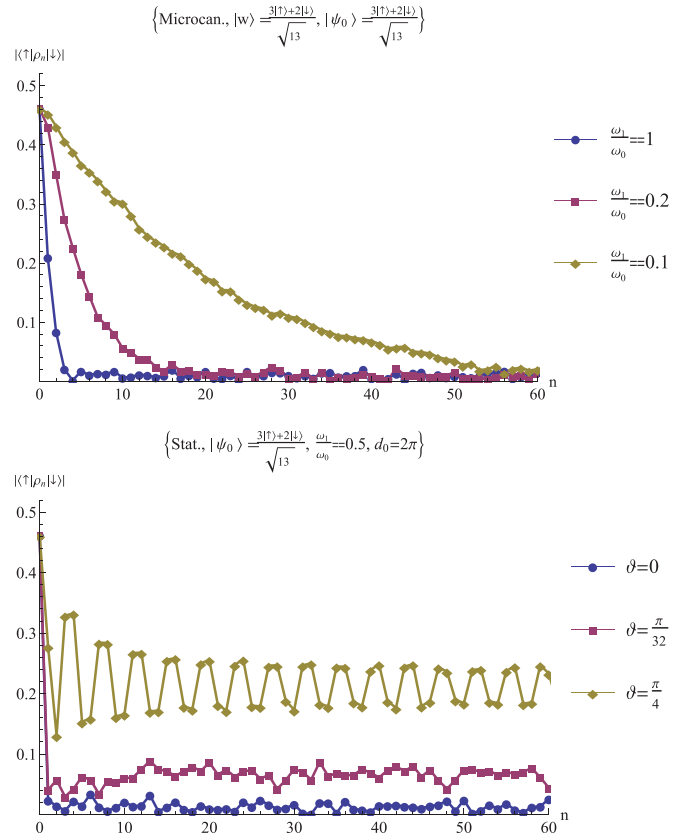 {Microcan., |w⟩ = 3|↑⟩+2|↓⟩/√13, |ψ0⟩ = 3|↑⟩+2|↓⟩/√13}
|⟨↑|ρn|↓⟩|
0.5
0.4
0.3
0.2
0.1
0 10 20 30 40 50 60 n
ω1/ω0==1
ω1/ω0==0.2
ω1/ω0==0.1
{Stat., |ψ0⟩ = 3|↑⟩+2|↓⟩/√13, ω1/ω0==0.5, d0=2π}
|⟨↑|ρn|↓⟩|
0.5
0.4
0.3
0.2
0.1
0 10 20 30 40 50 60 n
ϑ=0
ϑ=π/32
ϑ=π/4